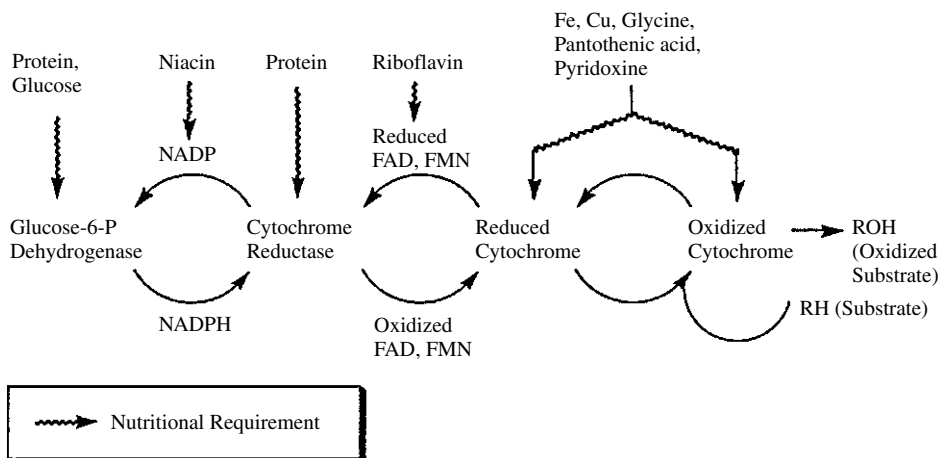 Fe, Cu, Glycine,
Pantothenic acid,
Pyridoxine
Protein,
Glucose
Niacin
Protein
Riboflavin
NADP
Reduced
FAD, FMN
Glucose-6-P
Dehydrogenase
Cytochrome
Reductase
Reduced
Cytochrome
Oxidized
Cytochrome
ROH
(Oxidized
Substrate)
NADPH
Oxidized
FAD, FMN
RH (Substrate)
Nutritional Requirement